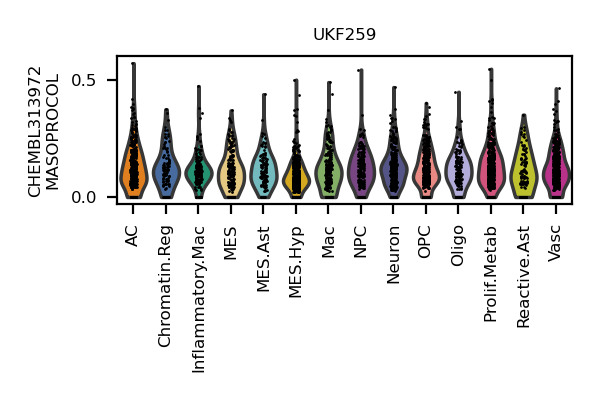 UKF259
CHEMBL313972
MASOPROCOL
0.5
0.0
AC
Chromatin.Reg
Inflammatory.Mac
MES
MES.Ast
MES.Hyp
Mac
NPC
Neuron
OPC
Oligo
Prolif.Metab
Reactive.Ast
Vasc